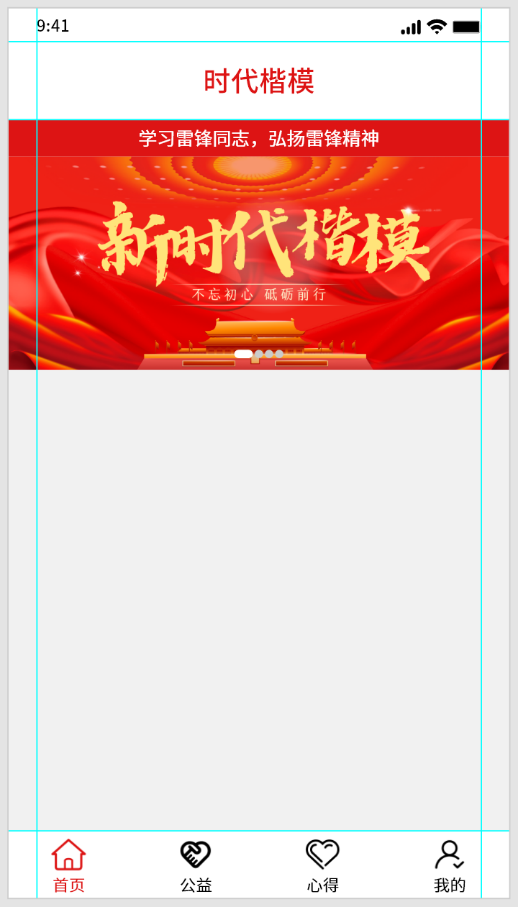 9:41
时代楷模
学习雷锋同志，弘扬雷锋精神
新时代楷模
不忘初心 砥砺前行
首页 公益 心得 我的